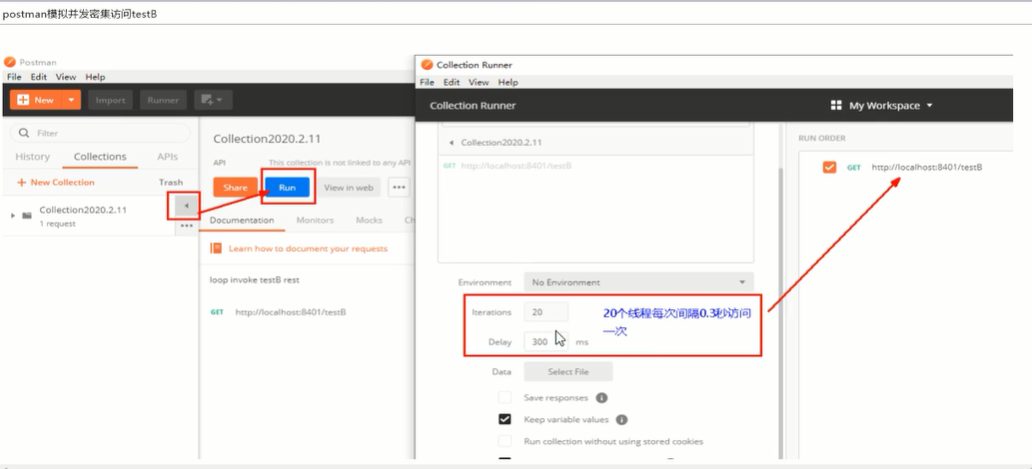 postman模拟并发密集访问testB
Postman
File Edit View Help
New Import Runner
Filter
History Collections APIs
+ New Collection Trash
Collection2020.2.11
1 request
Collection2020.2.11
API This collection is not linked to any API
Share Run View in web
Documentation Monitors Mocks Ch
Learn how to document your requests
loop invoke testB rest
GET http://localhost:8401/testB
Collection Runner
File Edit View Help
Collection Runner My Workspace
Collection2020.2.11
GET http://localhost:8401/testB
Environment No Environment
Iterations 20
20个线程每次间隔0.3秒访问
一次
Delay 300 ms
Data Select File
Save responses
Keep variable values
Run collection without using stored cookies
RUN ORDER
GET http://localhost:8401/testB